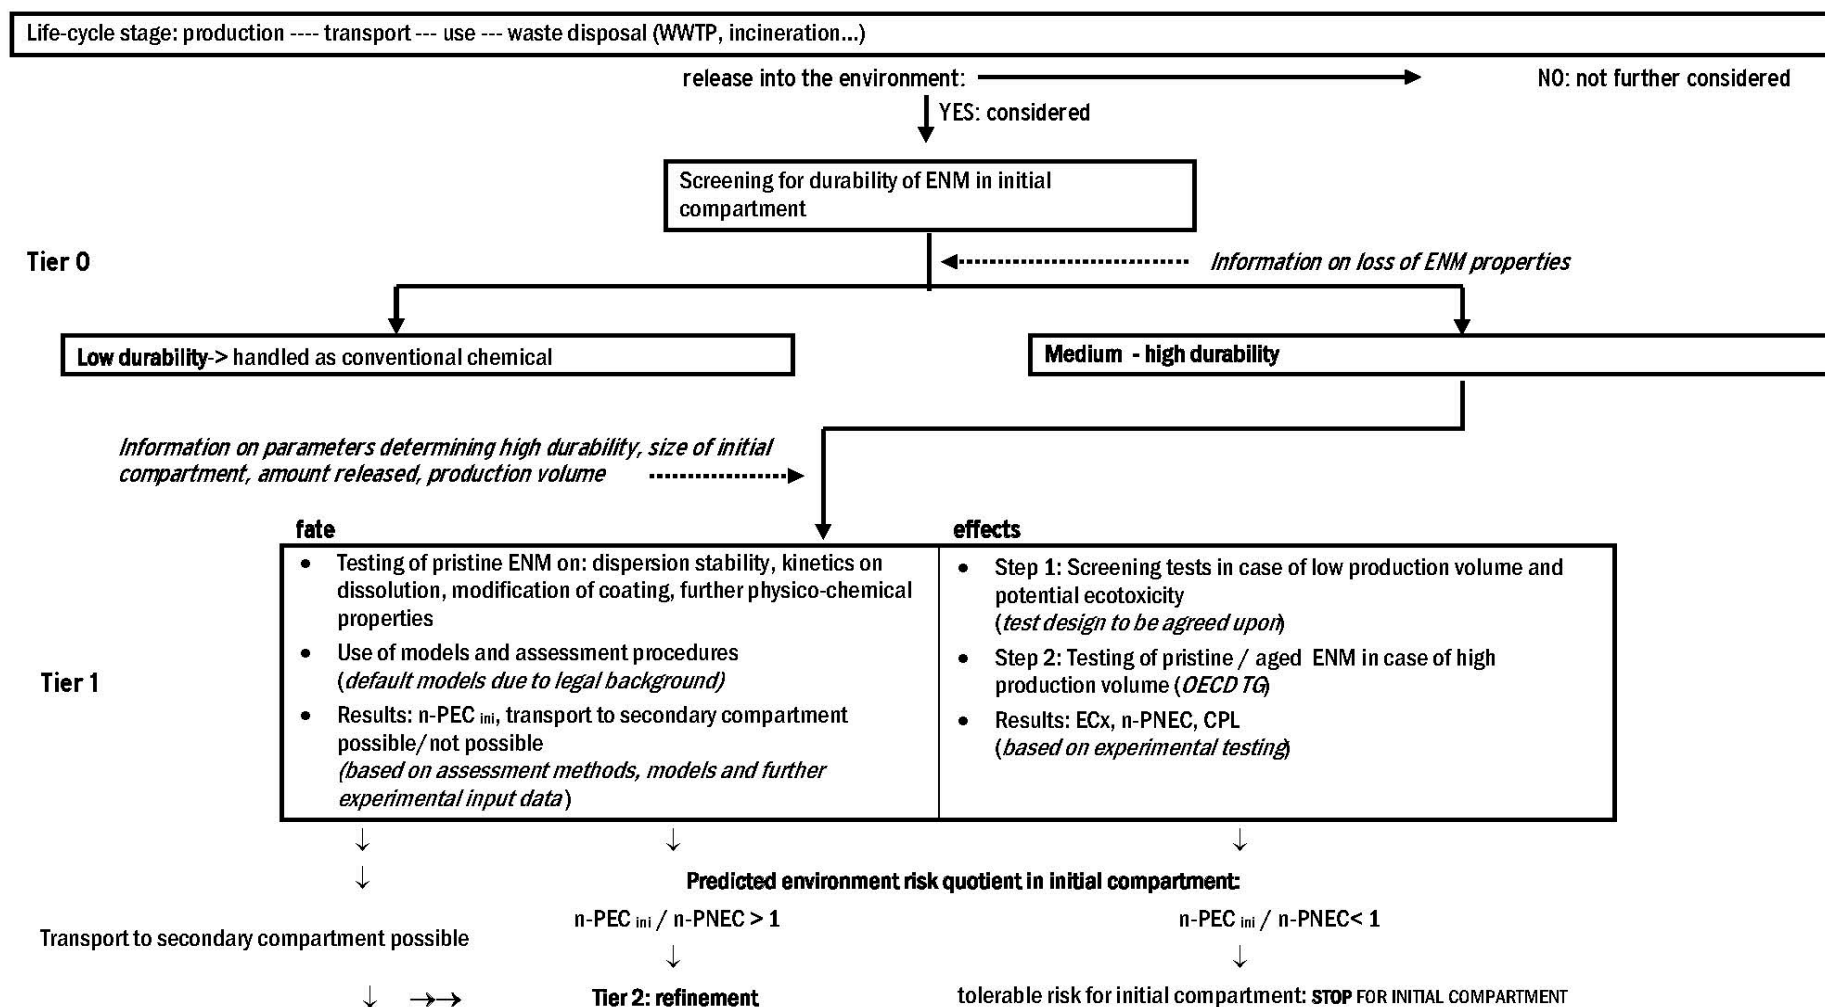 Life-cycle stage: production ---- transport --- use --- waste disposal (WWTP, incineration...)
release into the environment:
NO: not further considered
YES: considered
Screening for durability of ENM in initial
compartment
Tier 0
Information on loss of ENM properties
Low durability-> handled as conventional chemical
Medium - high durability
Information on parameters determining high durability, size of initial
compartment, amount released, production volume
fate
effects
• Testing of pristine ENM on: dispersion stability, kinetics on
dissolution, modification of coating, further physico-chemical
properties
• Use of models and assessment procedures
(default models due to legal background)
• Results: n-PEC ini, transport to secondary compartment
possible/not possible
(based on assessment methods, models and further
experimental input data)
• Step 1: Screening tests in case of low production volume and
potential ecotoxicity
(test design to be agreed upon)
• Step 2: Testing of pristine / aged ENM in case of high
production volume (OECD TG)
• Results: ECx, n-PNEC, CPL
(based on experimental testing)
Tier 1
↓ ↓ ↓
↓
Predicted environment risk quotient in initial compartment:
n-PEC ini / n-PNEC > 1
n-PEC ini / n-PNEC< 1
Transport to secondary compartment possible
↓ ↓
↓ →→
Tier 2: refinement
tolerable risk for initial compartment: STOP FOR INITIAL COMPARTMENT